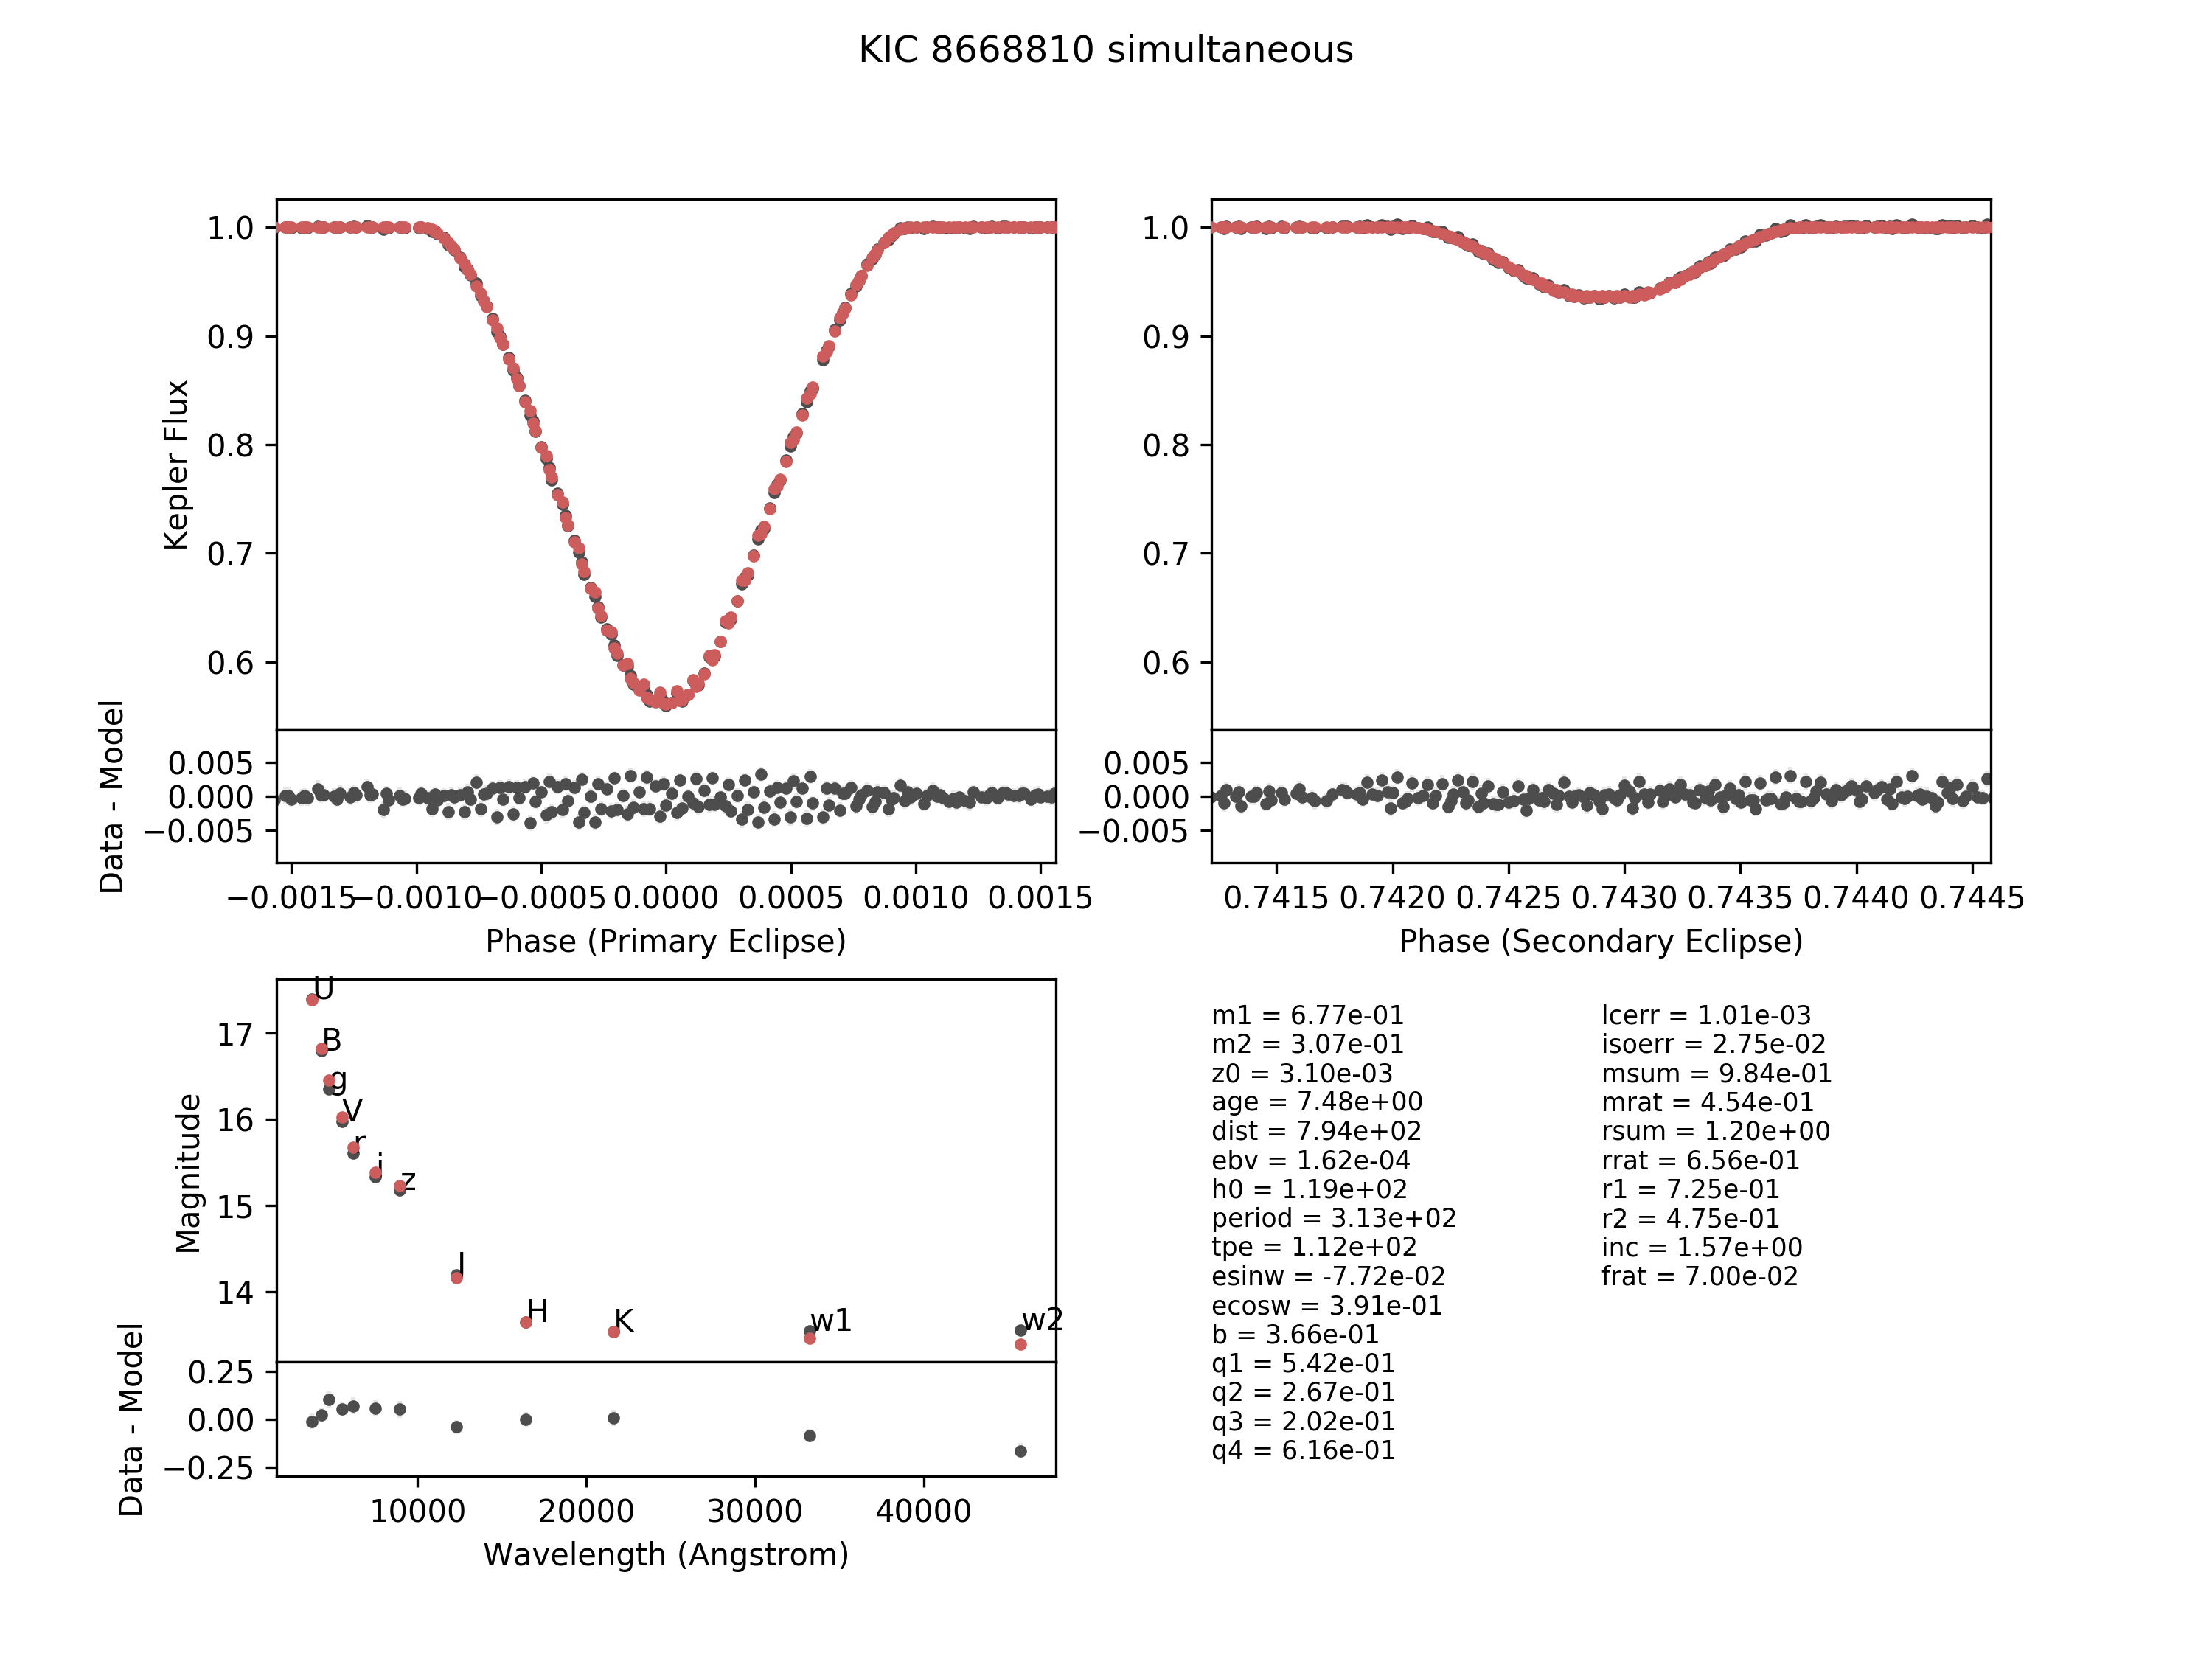 KIC 8668810 simultaneous
1.0
0.9
0.8
0.7
0.6
Kepler Flux
0.005
0.000
−0.005
Data - Model
−0.0015 −0.0010 −0.0005 0.0000 0.0005 0.0010 0.0015
Phase (Primary Eclipse)
1.0
0.9
0.8
0.7
0.6
0.005
0.000
−0.005
0.7415 0.7420 0.7425 0.7430 0.7435 0.7440 0.7445
Phase (Secondary Eclipse)
17
16
15
14
Magnitude
U
B
g
V
r
i
z
J
H
K
w1
w2
0.25
0.00
−0.25
Data - Model
10000 20000 30000 40000
Wavelength (Angstrom)
m1 = 6.77e-01
m2 = 3.07e-01
z0 = 3.10e-03
age = 7.48e+00
dist = 7.94e+02
ebv = 1.62e-04
h0 = 1.19e+02
period = 3.13e+02
tpe = 1.12e+02
esinw = -7.72e-02
ecosw = 3.91e-01
b = 3.66e-01
q1 = 5.42e-01
q2 = 2.67e-01
q3 = 2.02e-01
q4 = 6.16e-01
lcerr = 1.01e-03
isoerr = 2.75e-02
msum = 9.84e-01
mrat = 4.54e-01
rsum = 1.20e+00
rrat = 6.56e-01
r1 = 7.25e-01
r2 = 4.75e-01
inc = 1.57e+00
frat = 7.00e-02